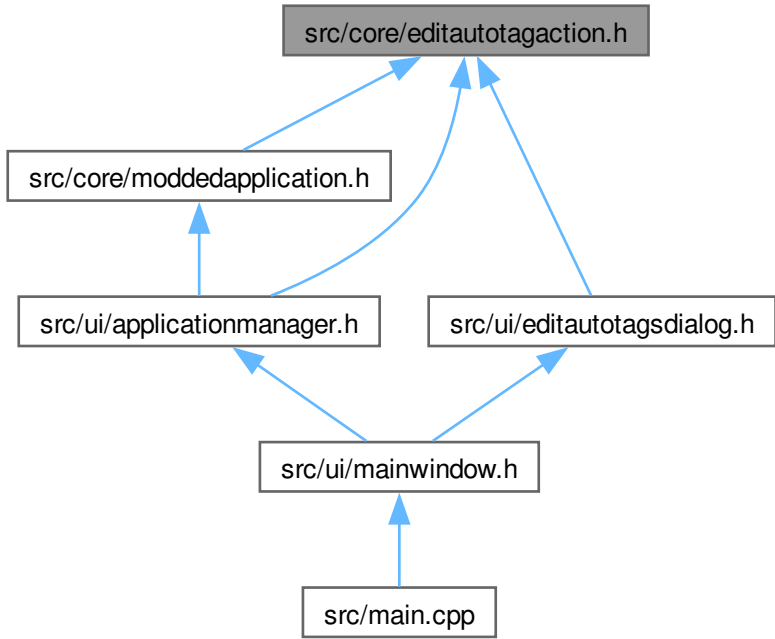 src/core/editautotagaction.h
src/core/moddedapplication.h
src/ui/applicationmanager.h
src/ui/editautotagsdialog.h
src/ui/mainwindow.h
src/main.cpp